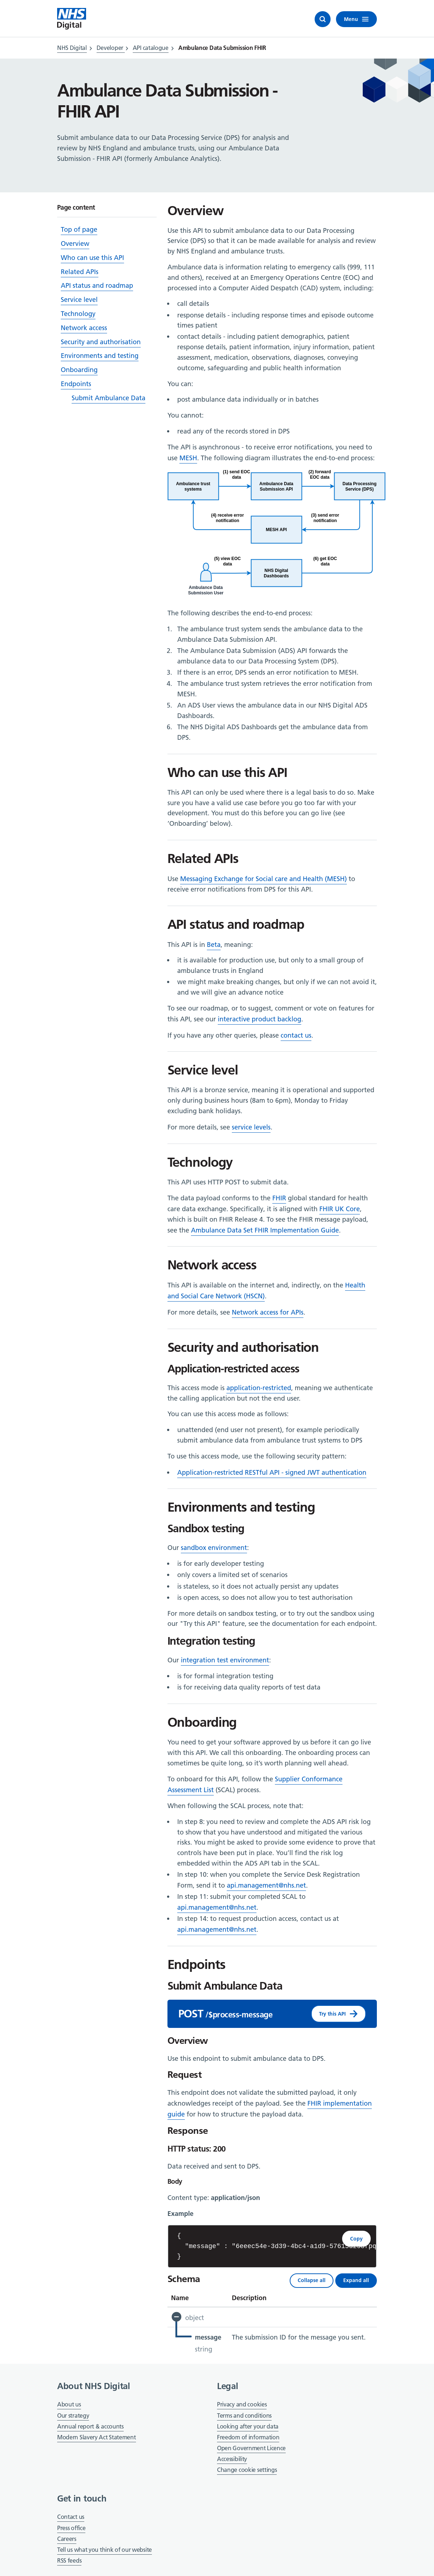 NHS
Digital
Menu
NHS Digital
Developer
API catalogue
Ambulance Data Submission FHIR
Ambulance Data Submission -
FHIR API
Submit ambulance data to our Data Processing Service (DPS) for analysis and
review by NHS England and ambulance trusts, using our Ambulance Data
Submission - FHIR API (formerly Ambulance Analytics).
Page content
Top of page
Overview
Who can use this API
Related APIs
API status and roadmap
Service level
Technology
Network access
Security and authorisation
Environments and testing
Onboarding
Endpoints
Submit Ambulance Data
Overview
Use this API to submit ambulance data to our Data Processing
Service (DPS) so that it can be made available for analysis and review
by NHS England and ambulance trusts.
Ambulance data is information relating to emergency calls (999, 111
and others), received at an Emergency Operations Centre (EOC) and
processed into a Computer Aided Despatch (CAD) system, including:
• call details
• response details - including response times and episode outcome
times patient
• contact details - including patient demographics, patient
response details, patient information, injury information, patient
assessment, medication, observations, diagnoses, conveying
outcome, safeguarding and public health information
You can:
• post ambulance data individually or in batches
You cannot:
• read any of the records stored in DPS
The API is asynchronous - to receive error notifications, you need to
use MESH. The following diagram illustrates the end-to-end process:
Ambulance trust
systems
(1) send EOC
data
Ambulance Data
Submission API
(2) forward
EOC data
Data Processing
Service (DPS)
(4) receive error
notification
(3) send error
notification
MESH API
(5) view EOC
data
(6) get EOC
data
NHS Digital
Dashboards
Ambulance Data
Submission User
The following describes the end-to-end process:
1. The ambulance trust system sends the ambulance data to the
Ambulance Data Submission API.
2. The Ambulance Data Submission (ADS) API forwards the
ambulance data to our Data Processing System (DPS).
3. If there is an error, DPS sends an error notification to MESH.
4. The ambulance trust system retrieves the error notification from
MESH.
5. An ADS User views the ambulance data in our NHS Digital ADS
Dashboards.
6. The NHS Digital ADS Dashboards get the ambulance data from
DPS.
Who can use this API
This API can only be used where there is a legal basis to do so. Make
sure you have a valid use case before you go too far with your
development. You must do this before you can go live (see
'Onboarding' below).
Related APIs
Use Messaging Exchange for Social care and Health (MESH) to
receive error notifications from DPS for this API.
API status and roadmap
This API is in Beta, meaning:
• it is available for production use, but only to a small group of
ambulance trusts in England
• we might make breaking changes, but only if we can not avoid it,
and we will give an advance notice
To see our roadmap, or to suggest, comment or vote on features for
this API, see our interactive product backlog.
If you have any other queries, please contact us.
Service level
This API is a bronze service, meaning it is operational and supported
only during business hours (8am to 6pm), Monday to Friday
excluding bank holidays.
For more details, see service levels.
Technology
This API uses HTTP POST to submit data.
The data payload conforms to the FHIR global standard for health
care data exchange. Specifically, it is aligned with FHIR UK Core,
which is built on FHIR Release 4. To see the FHIR message payload,
see the Ambulance Data Set FHIR Implementation Guide.
Network access
This API is available on the internet and, indirectly, on the Health
and Social Care Network (HSCN).
For more details, see Network access for APIs.
Security and authorisation
Application-restricted access
This access mode is application-restricted, meaning we authenticate
the calling application but not the end user.
You can use this access mode as follows:
• unattended (end user not present), for example periodically
submit ambulance data from ambulance trust systems to DPS
To use this access mode, use the following security pattern:
• Application-restricted RESTful API - signed JWT authentication
Environments and testing
Sandbox testing
Our sandbox environment:
• is for early developer testing
• only covers a limited set of scenarios
• is stateless, so it does not actually persist any updates
• is open access, so does not allow you to test authorisation
For more details on sandbox testing, or to try out the sandbox using
our "Try this API" feature, see the documentation for each endpoint.
Integration testing
Our integration test environment:
• is for formal integration testing
• is for receiving data quality reports of test data
Onboarding
You need to get your software approved by us before it can go live
with this API. We call this onboarding. The onboarding process can
sometimes be quite long, so it's worth planning well ahead.
To onboard for this API, follow the Supplier Conformance
Assessment List (SCAL) process.
When following the SCAL process, note that:
• In step 8: you need to review and complete the ADS API risk log
to show that you have understood and mitigated the various
risks. You might be asked to provide some evidence to prove that
controls have been put in place. You'll find the risk log
embedded within the ADS API tab in the SCAL.
• In step 10: when you complete the Service Desk Registration
Form, send it to api.management@nhs.net.
• In step 11: submit your completed SCAL to
api.management@nhs.net.
• In step 14: to request production access, contact us at
api.management@nhs.net.
Endpoints
Submit Ambulance Data
POST /$process-message
Try this API
Overview
Use this endpoint to submit ambulance data to DPS.
Request
This endpoint does not validate the submitted payload, it only
acknowledges receipt of the payload. See the FHIR implementation
guide for how to structure the payload data.
Response
HTTP status: 200
Data received and sent to DPS.
Body
Content type: application/json
Example
Copy
{
"message" : "6eeec54e-3d39-4bc4-a1d9-5761
}
Schema
Collapse all
Expand all
Name
Description
object
message
The submission ID for the message you sent.
string
About NHS Digital
About us
Our strategy
Annual report & accounts
Modern Slavery Act Statement
Legal
Privacy and cookies
Terms and conditions
Looking after your data
Freedom of information
Open Government Licence
Accessibility
Change cookie settings
Get in touch
Contact us
Press office
Careers
Tell us what you think of our website
RSS feeds